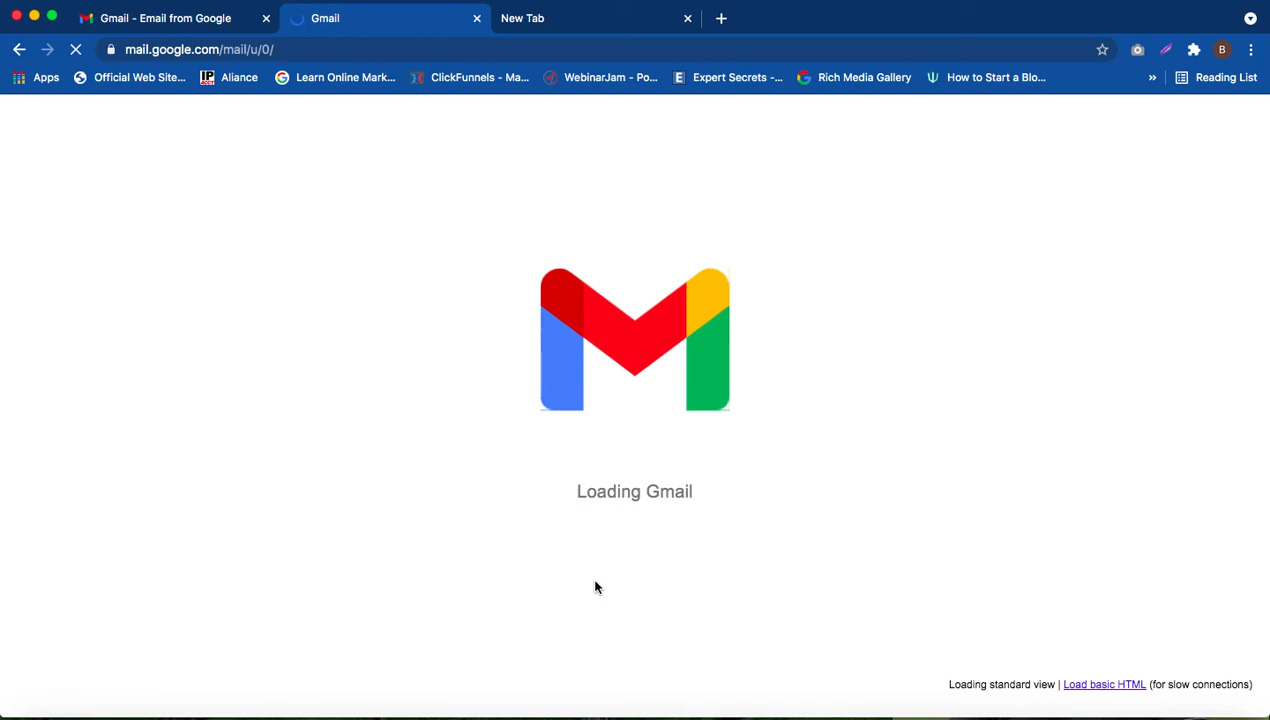 Gmail - Email from Google
Gmail
New Tab
mail.google.com/mail/u/0/
B
Apps
Official Web Site...
IP
Aliance
Learn Online Mark...
ClickFunnels - Ma...
WebinarJam - Po...
E
Expert Secrets -...
Rich Media Gallery
How to Start a Blo...
»
Reading List
Loading Gmail
Loading standard view | Load basic HTML (for slow connections)